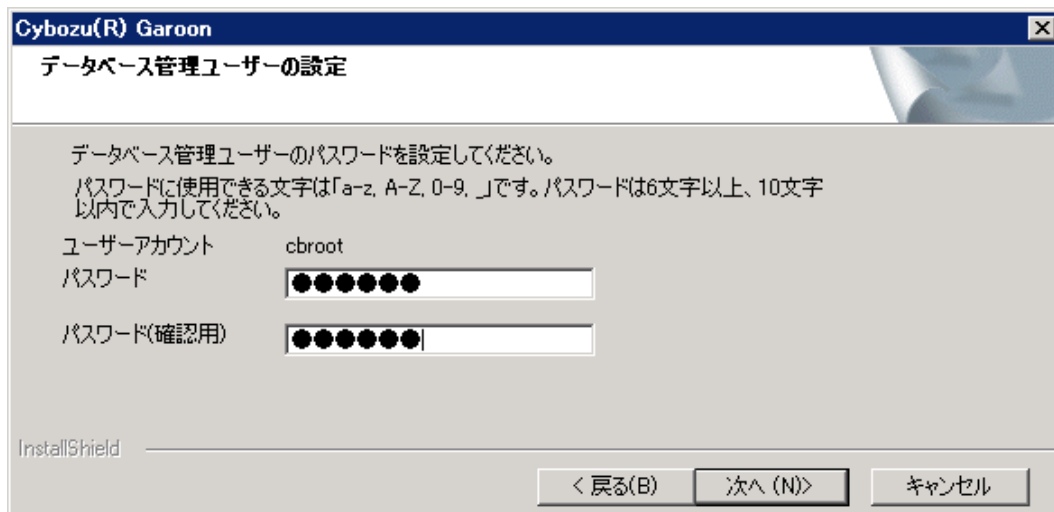 Cybozu(R) Garoon
データベース管理ユーザーの設定
データベース管理ユーザーのパスワードを設定してください。
パスワードに使用できる文字は「a-z, A-Z, 0-9, _」です。パスワードは6文字以上、10文字
以内で入力してください。
ユーザーアカウント cbroot
パスワード ●●●●●●
パスワード(確認用) ●●●●●●
InstallShield
< 戻る(B) 次へ (N)> キャンセル